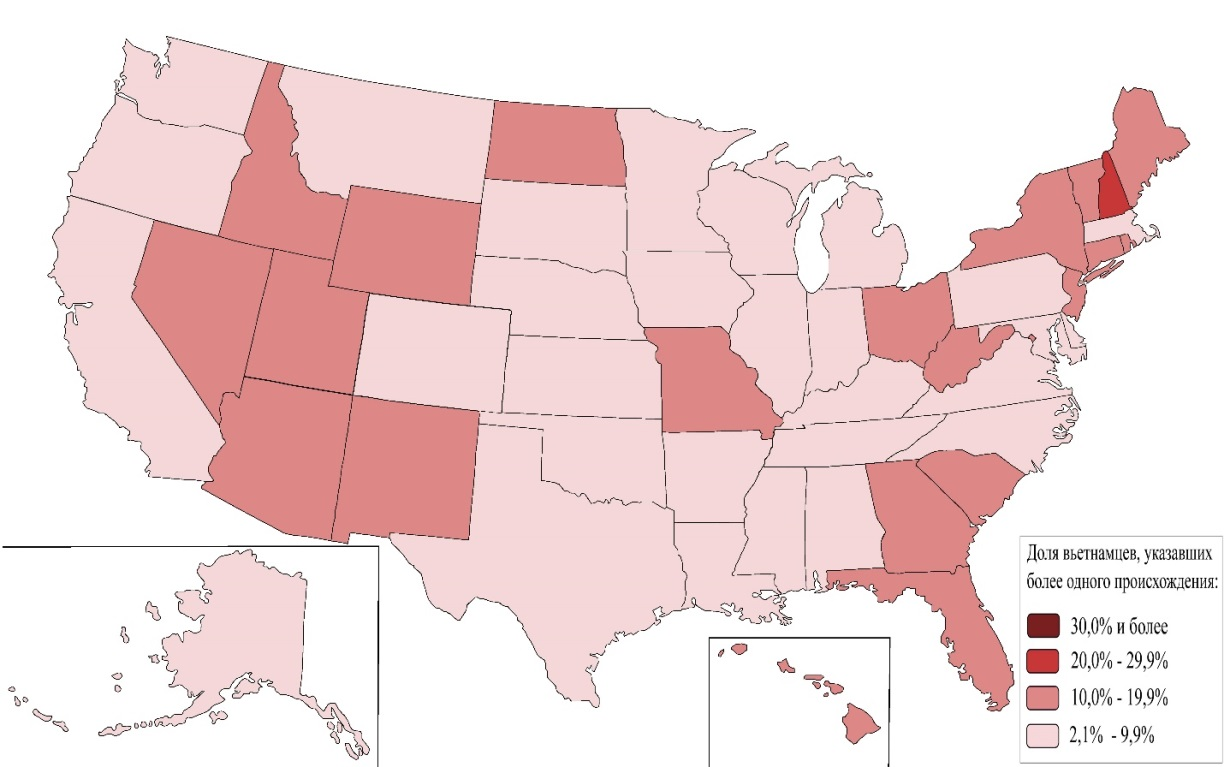 Доля вьетнамцев, указавших
более одного происхождения:
30,0% и более
20,0% - 29,9%
10,0% - 19,9%
2,1% - 9,9%